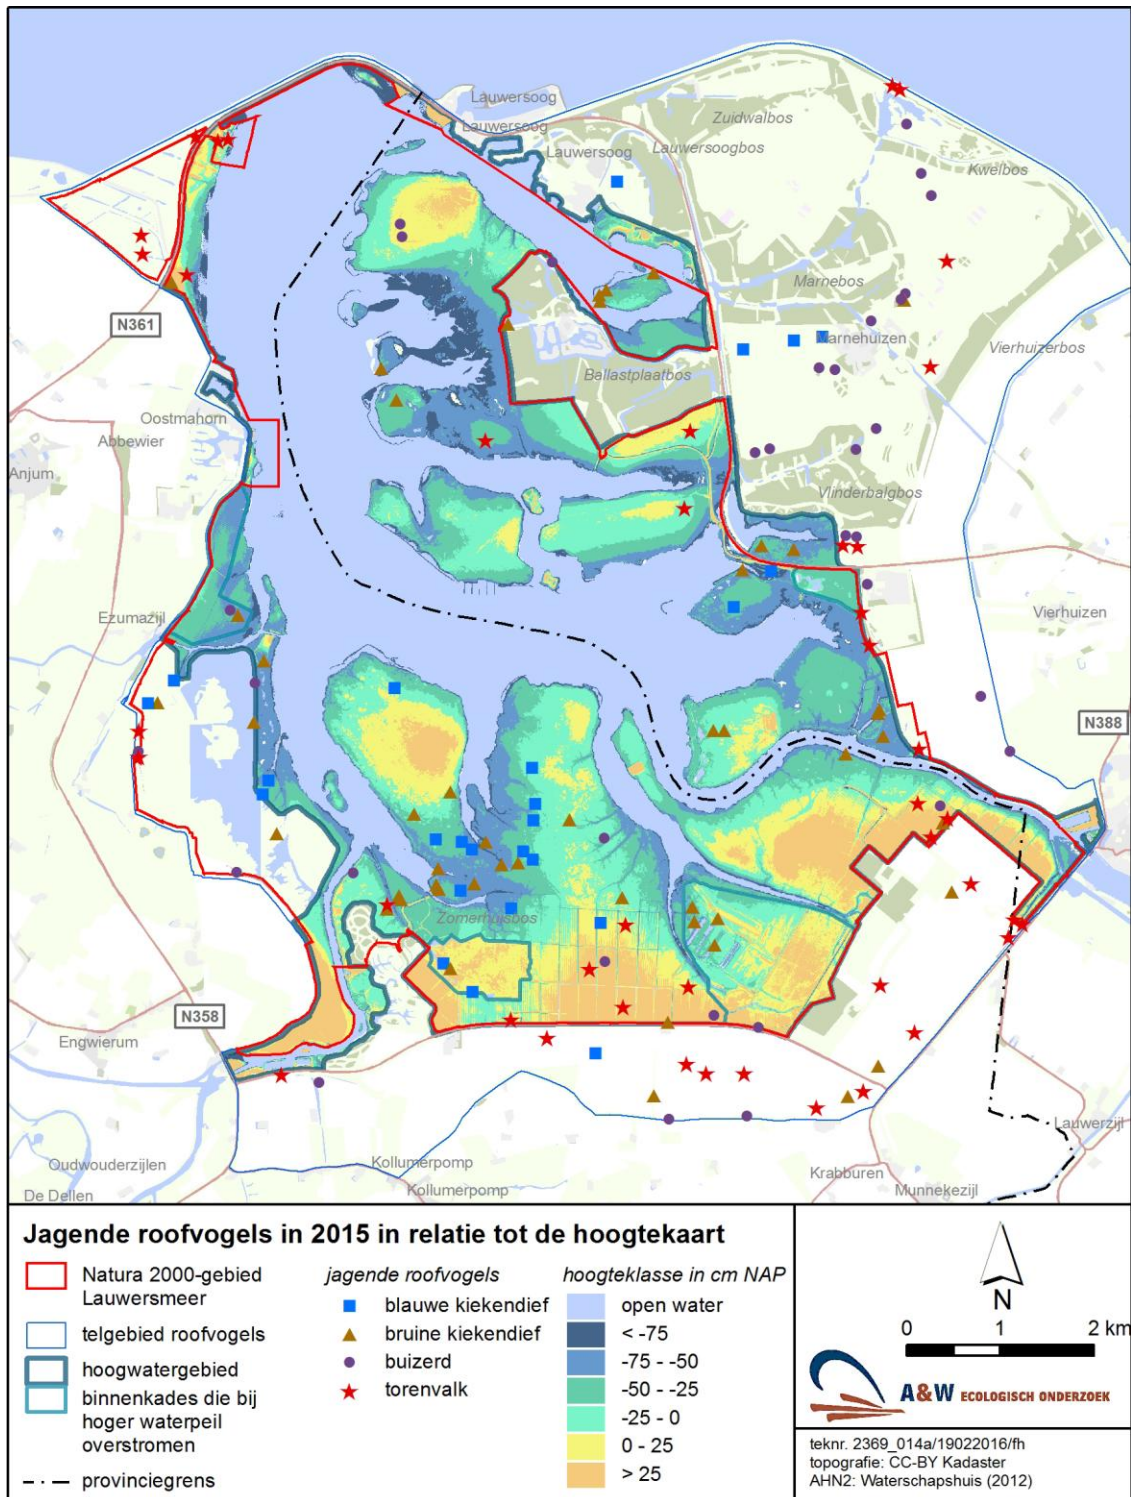 Lauwersoog
Lauwersoog
Lauwersoog
Zuidwalbos
Lauwersoogbos
Kwelbos
Marnebos
Marnehuizen
Vierhuizerbos
Ballastplaatbos
N361
Oostmahorn
Abbewier
Anjum
Vlinderbalgbos
Ezumazijl
Vierhuizen
N388
Zomerhuisbos
N358
Engwierum
Oudwouderzijlen
De Dellen
Kollumerpomp
Kollumerpomp
Krabburen
Munnekezijl
Lauwerzijl
Jagende roofvogels in 2015 in relatie tot de hoogtekaart
Natura 2000-gebied
Lauwersmeer
telgebied roofvogels
hoogwatergebied
binnenkades die bij
hoger waterpeil
overstromen
provinciegrens
jagende roofvogels
blauwe kiekendief
bruine kiekendief
buizerd
torenvalk
hoogteklasse in cm NAP
open water
< -75
-75 - -50
-50 - -25
-25 - 0
0 - 25
> 25
N
0 1 2 km
A&W ECOLOGISCH ONDERZOEK
teknr. 2369_014a/19022016/fh
topografie: CC-BY Kadaster
AHN2: Waterschapshuis (2012)